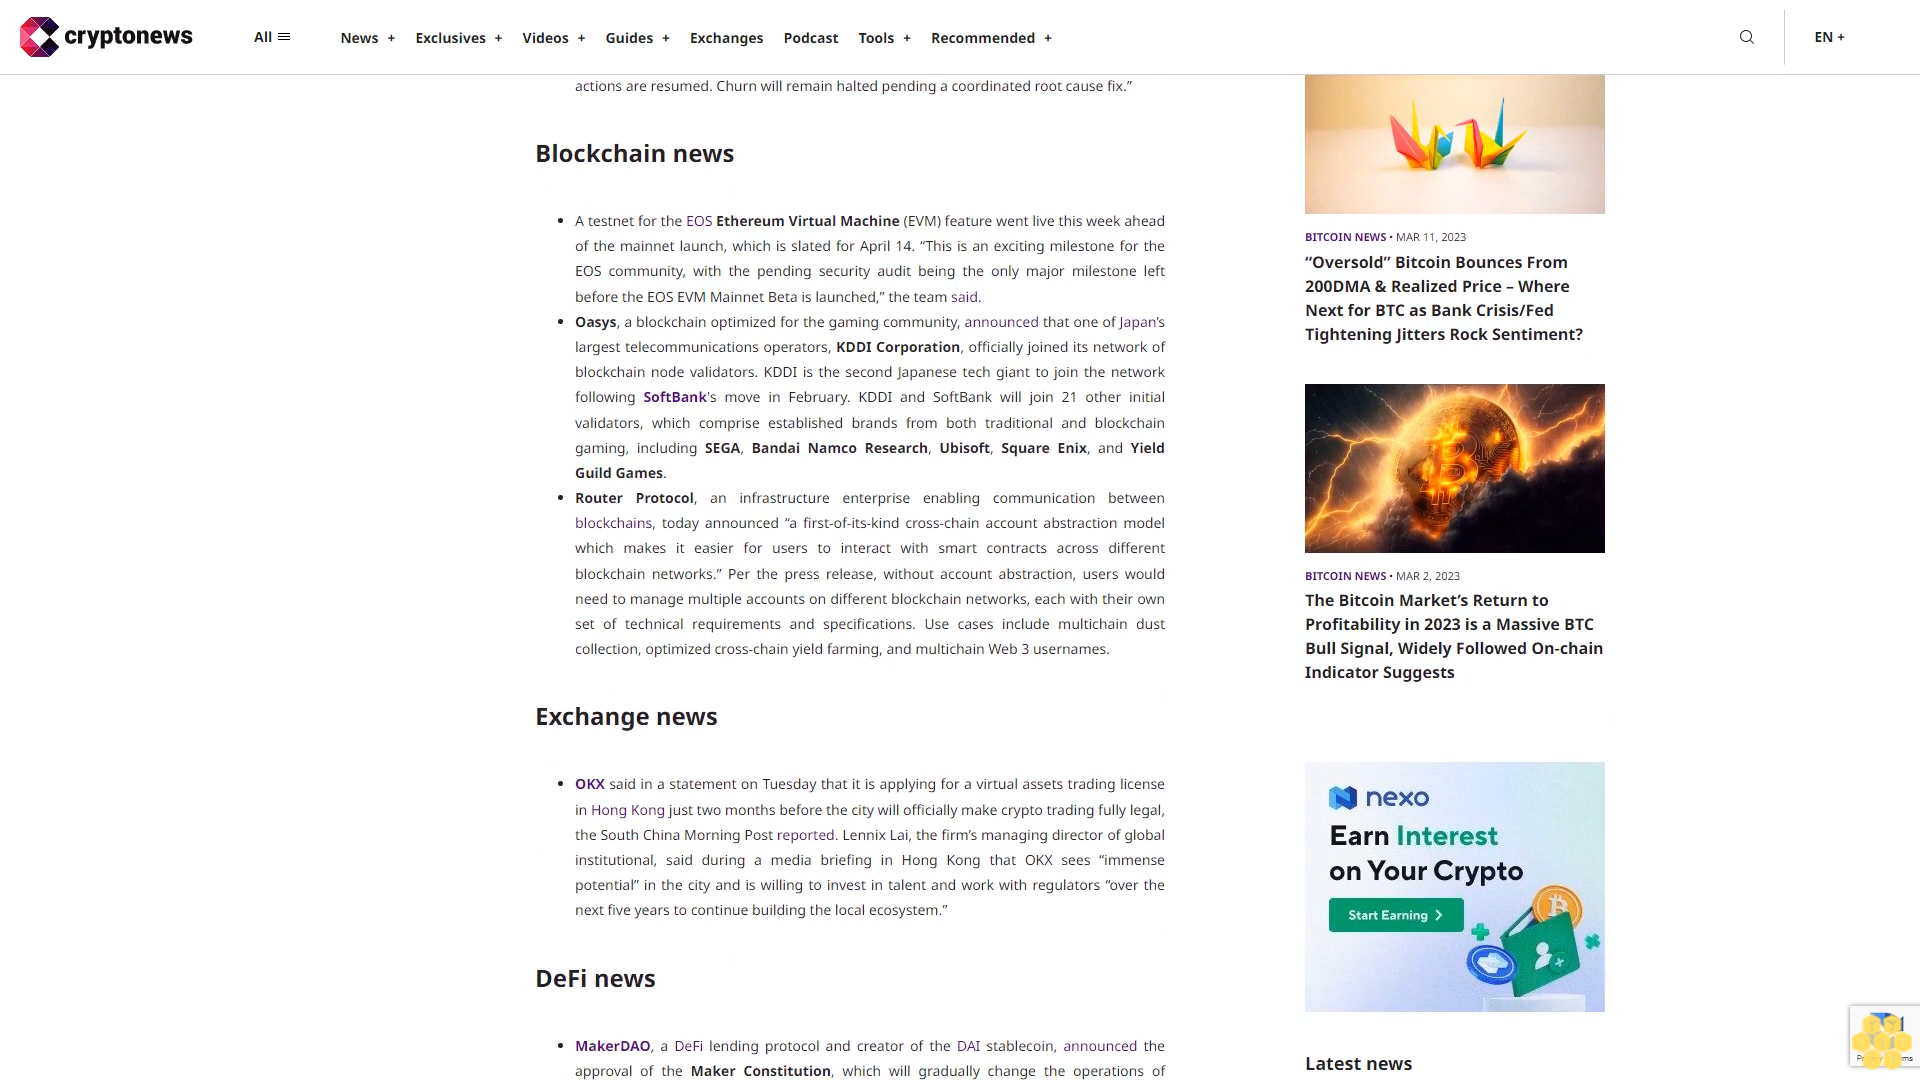 cryptonews
All
News +
Exclusives +
Videos +
Guides +
Exchanges
Podcast
Tools +
Recommended +
EN +
actions are resumed. Churn will remain halted pending a coordinated root cause fix.”
Blockchain news
• A testnet for the EOS Ethereum Virtual Machine (EVM) feature went live this week ahead
of the mainnet launch, which is slated for April 14. “This is an exciting milestone for the
EOS community, with the pending security audit being the only major milestone left
before the EOS EVM Mainnet Beta is launched,” the team said.
• Oasys, a blockchain optimized for the gaming community, announced that one of Japan’s
largest telecommunications operators, KDDI Corporation, officially joined its network of
blockchain node validators. KDDI is the second Japanese tech giant to join the network
following SoftBank's move in February. KDDI and SoftBank will join 21 other initial
validators, which comprise established brands from both traditional and blockchain
gaming, including SEGA, Bandai Namco Research, Ubisoft, Square Enix, and Yield
Guild Games.
• Router Protocol, an infrastructure enterprise enabling communication between
blockchains, today announced “a first-of-its-kind cross-chain account abstraction model
which makes it easier for users to interact with smart contracts across different
blockchain networks.” Per the press release, without account abstraction, users would
need to manage multiple accounts on different blockchain networks, each with their own
set of technical requirements and specifications. Use cases include multichain dust
collection, optimized cross-chain yield farming, and multichain Web 3 usernames.
Exchange news
• OKX said in a statement on Tuesday that it is applying for a virtual assets trading license
in Hong Kong just two months before the city will officially make crypto trading fully legal,
the South China Morning Post reported. Lennix Lai, the firm’s managing director of global
institutional, said during a media briefing in Hong Kong that OKX sees “immense
potential” in the city and is willing to invest in talent and work with regulators “over the
next five years to continue building the local ecosystem.”
DeFi news
• MakerDAO, a DeFi lending protocol and creator of the DAI stablecoin, announced the
approval of the Maker Constitution, which will gradually change the operations of
BITCOIN NEWS • MAR 11, 2023
“Oversold” Bitcoin Bounces From
200DMA & Realized Price – Where
Next for BTC as Bank Crisis/Fed
Tightening Jitters Rock Sentiment?
BITCOIN NEWS • MAR 2, 2023
The Bitcoin Market’s Return to
Profitability in 2023 is a Massive BTC
Bull Signal, Widely Followed On-chain
Indicator Suggests
nexo
Earn Interest
on Your Crypto
Start Earning
Latest news